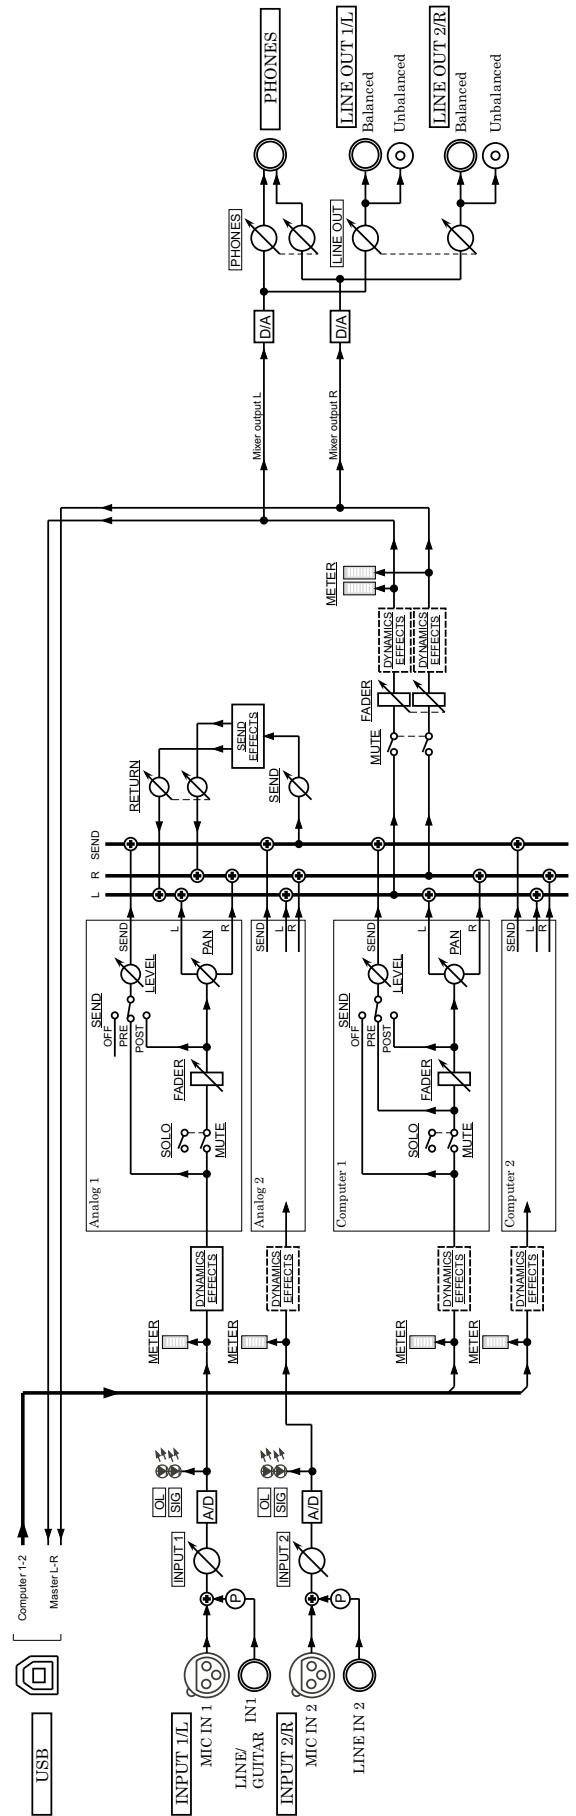 USB
Computer 1-2
Master L-R
INPUT 1/L
MIC IN 1
LINE/
GUITAR
IN1
INPUT 2/R
MIC IN 2
LINE IN 2
P
P
INPUT 1
INPUT 2
A/D
A/D
OL
SIG
OL
SIG
METER
METER
METER
METER
DYNAMICS
EFFECTS
DYNAMICS
EFFECTS
DYNAMICS
EFFECTS
DYNAMICS
EFFECTS
Analog 1
SOLO
MUTE
FADER
SEND
OFF
PRE
POST
LEVEL
PAN
SEND
L
R
Analog 2
SEND
L
R
Computer 1
SOLO
MUTE
FADER
SEND
OFF
PRE
POST
LEVEL
PAN
SEND
L
R
Computer 2
SEND
L
R
L
R
SEND
RETURN
SEND
SEND
EFFECTS
MUTE
FADER
DYNAMICS
EFFECTS
DYNAMICS
EFFECTS
METER
Mixer output L
Mixer output R
D/A
D/A
PHONES
LINE OUT
PHONES
LINE OUT 1/L
Balanced
Unbalanced
LINE OUT 2/R
Balanced
Unbalanced